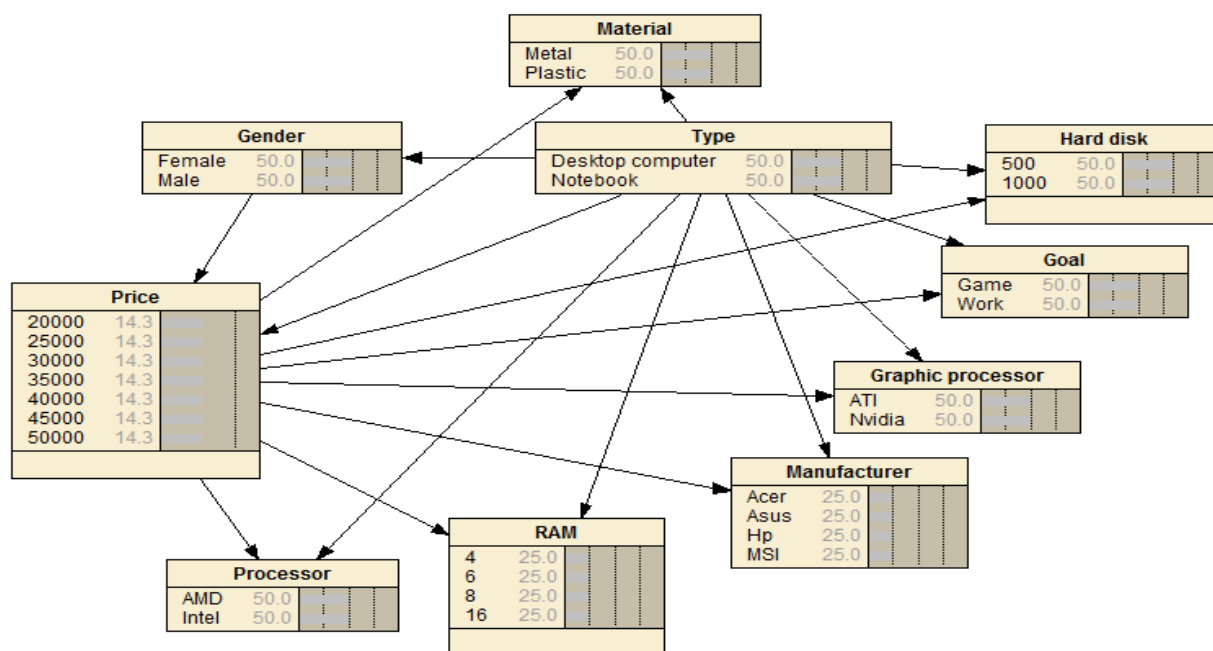 Material
Metal 50.0
Plastic 50.0
Gender
Female 50.0
Male 50.0
Type
Desktop computer 50.0
Notebook 50.0
Hard disk
500 50.0
1000 50.0
Goal
Game 50.0
Work 50.0
Price
20000 14.3
25000 14.3
30000 14.3
35000 14.3
40000 14.3
45000 14.3
50000 14.3
Graphic processor
ATI 50.0
Nvidia 50.0
Manufacturer
Acer 25.0
Asus 25.0
Hp 25.0
MSI 25.0
RAM
4 25.0
6 25.0
8 25.0
16 25.0
Processor
AMD 50.0
Intel 50.0